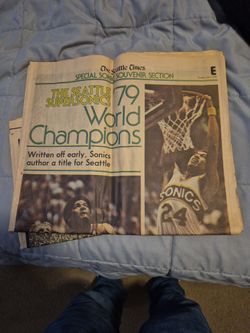 The Seattle Times
SPECIAL SONIC SOUVENIR SECTION
E
THE SEATTLE
SUPERSONICS
'79
World
Champions
Written off early, Sonics
author a title for Seattle
SONICS
24